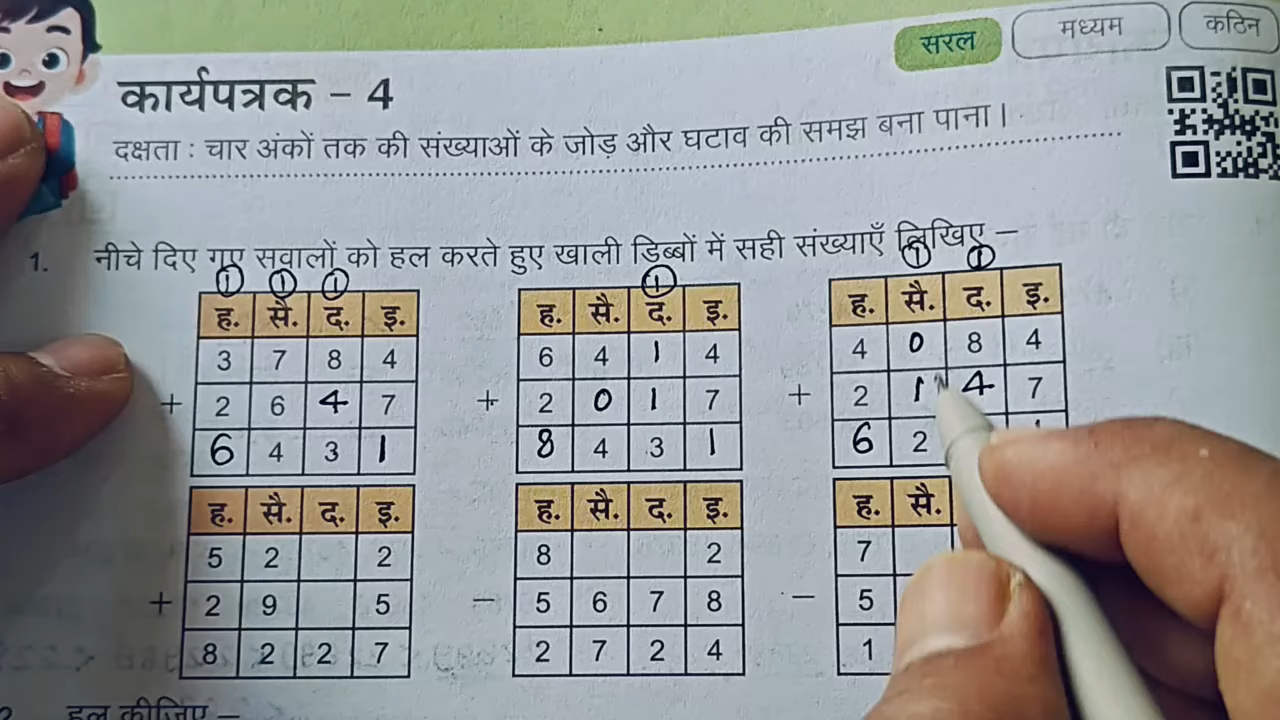 सरल मध्यम कठिन
कार्यपत्रक – 4
दक्षता : चार अंकों तक की संख्याओं के जोड़ और घटाव की समझ बना पाना।
1. नीचे दिए गए सवालों को हल करते हुए खाली डिब्बों में सही संख्याएँ लिखिए –
1 1 1 1 1 1
ह. सै. द. इ. ह. सै. द. इ. ह. सै. द. इ.
3 7 8 4 6 4 1 4 4 0 8 4
+ 2 6 4 7 + 2 0 1 7 + 2 1 4 7
6 4 3 1 8 4 3 1 6 2
ह. सै. द. इ. ह. सै. द. इ. ह. सै.
5 2 2 8 2 7
+ 2 9 5 − 5 6 7 8 − 5
8 2 2 7 2 7 2 4 1
हल कीजिए –